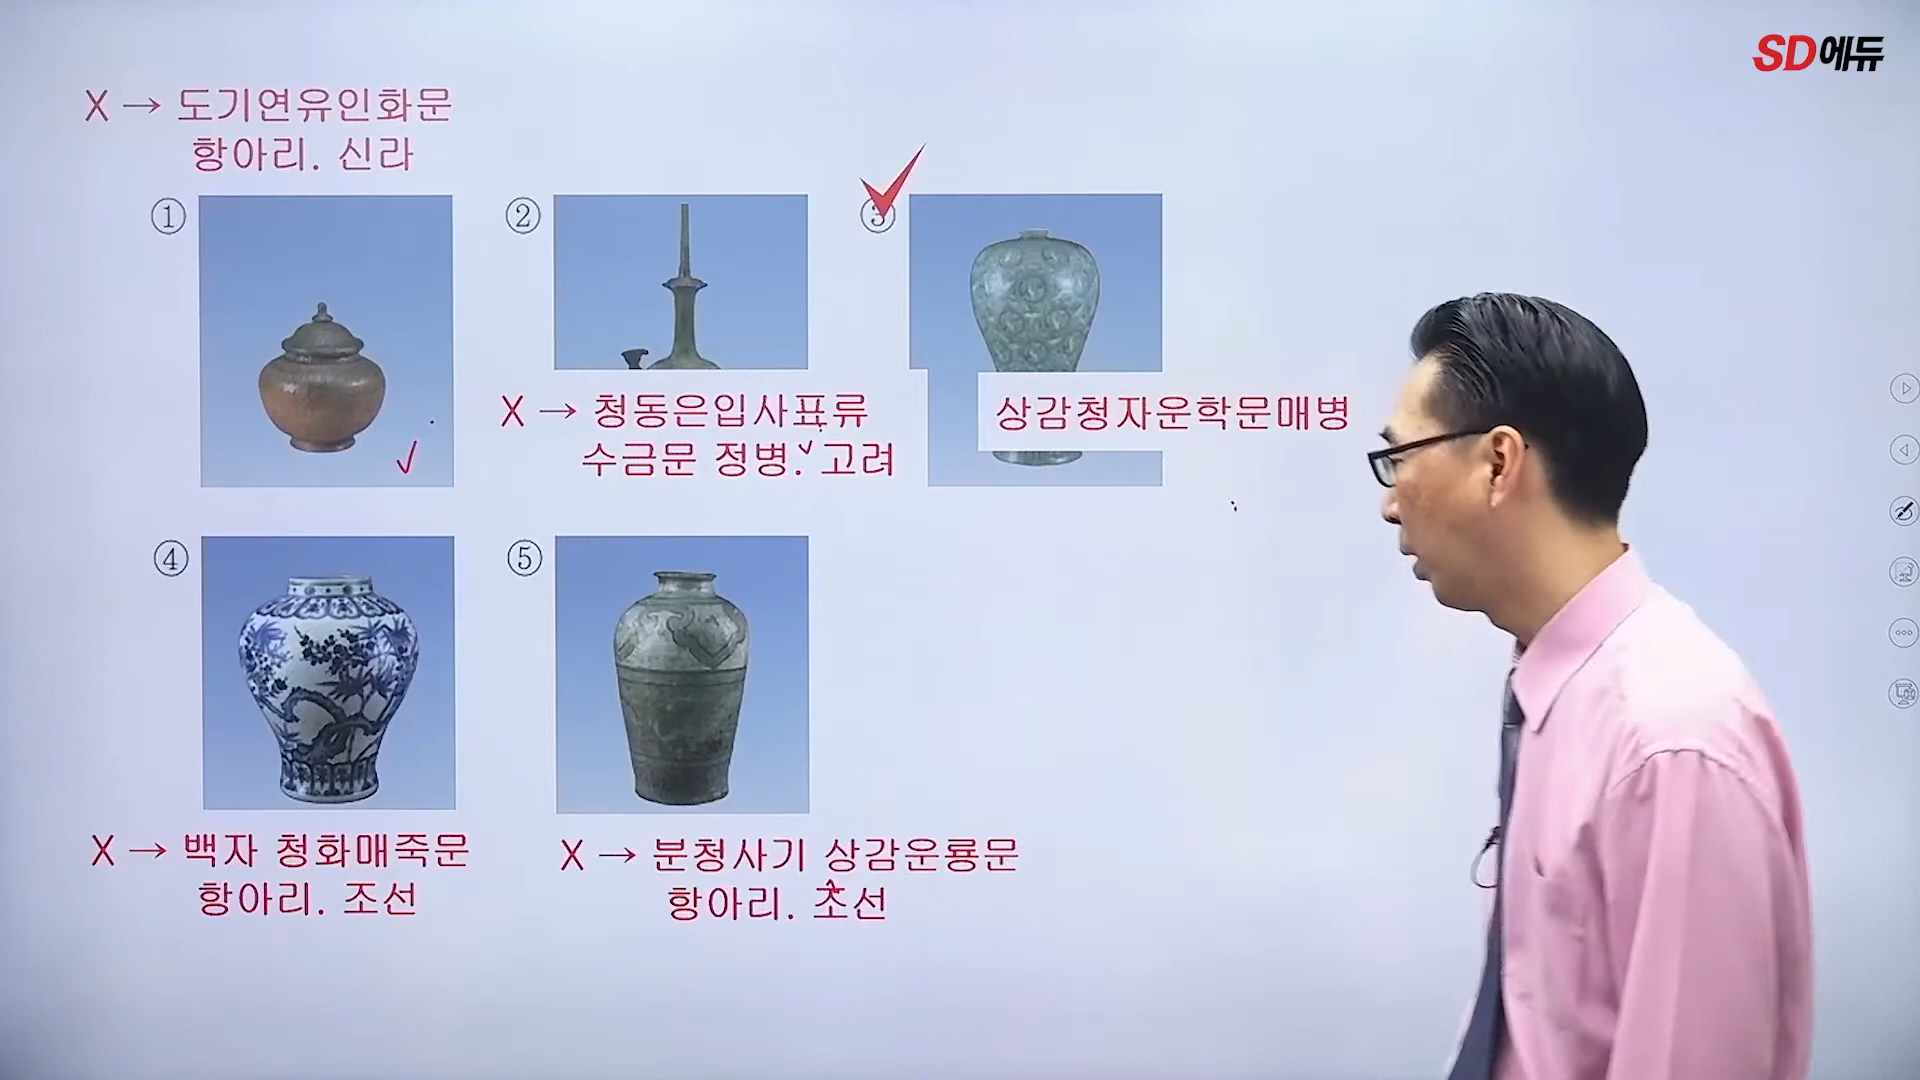 SD에듀
X → 도기연유인화문
항아리. 신라
①
②
③
X → 청동은입사포류
수금문 정병. 고려
상감청자운학문매병
④
⑤
X → 백자 청화매죽문
항아리. 조선
X → 분청사기 상감운룡문
항아리. 조선